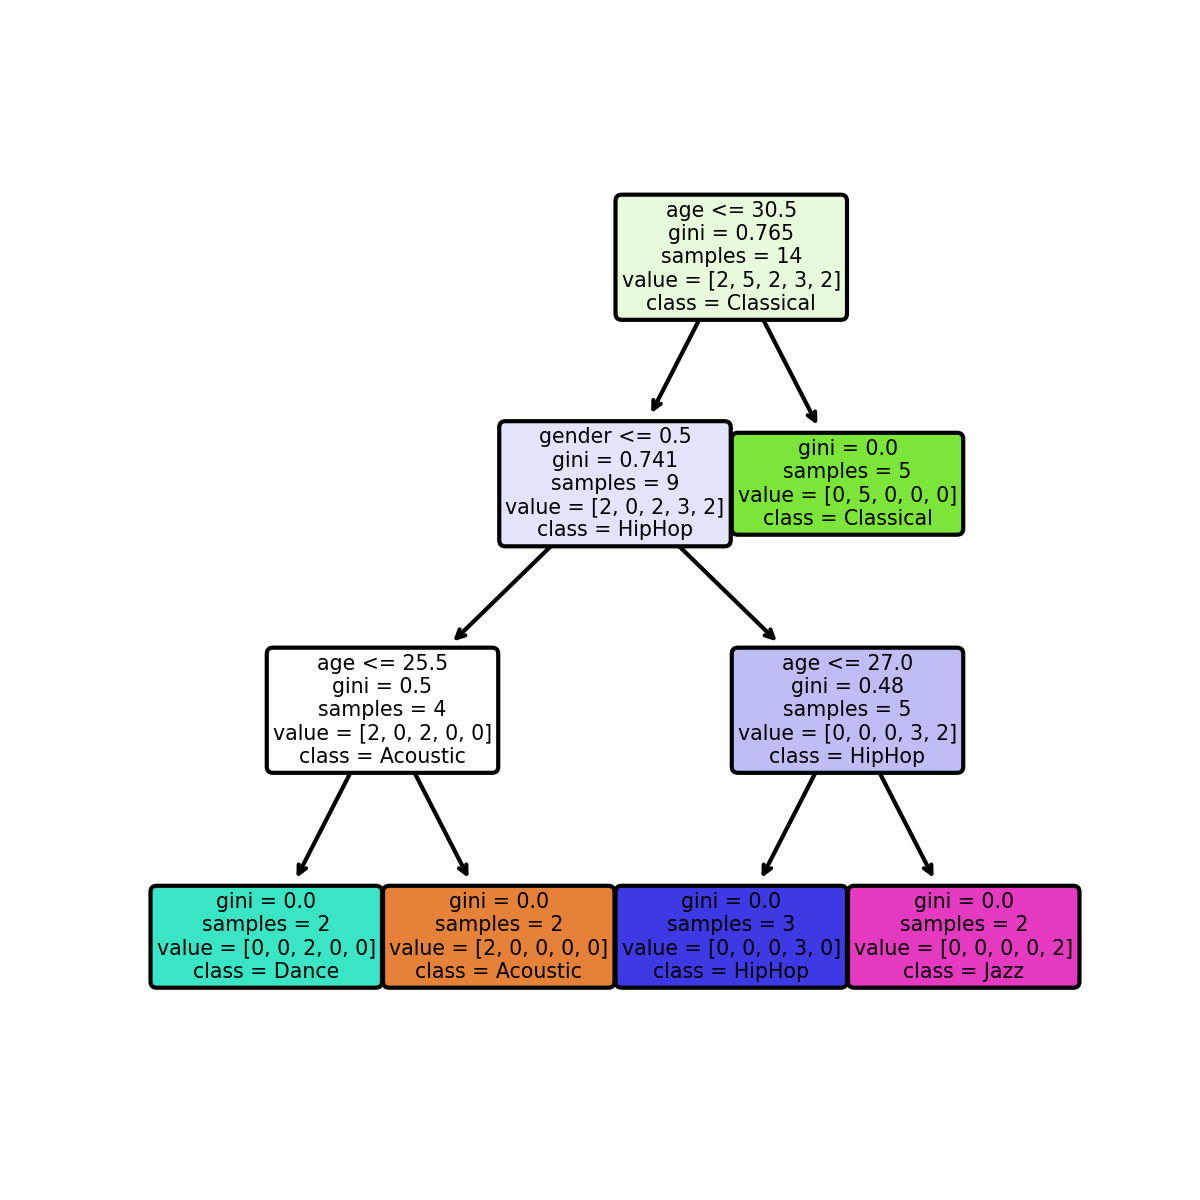 age <= 30.5
gini = 0.765
samples = 14
value = [2, 5, 2, 3, 2]
class = Classical
gender <= 0.5
gini = 0.741
samples = 9
value = [2, 0, 2, 3, 2]
class = HipHop
gini = 0.0
samples = 5
value = [0, 5, 0, 0, 0]
class = Classical
age <= 25.5
gini = 0.5
samples = 4
value = [2, 0, 2, 0, 0]
class = Acoustic
age <= 27.0
gini = 0.48
samples = 5
value = [0, 0, 0, 3, 2]
class = HipHop
gini = 0.0
samples = 2
value = [0, 0, 2, 0, 0]
class = Dance
gini = 0.0
samples = 2
value = [2, 0, 0, 0, 0]
class = Acoustic
gini = 0.0
samples = 3
value = [0, 0, 0, 3, 0]
class = HipHop
gini = 0.0
samples = 2
value = [0, 0, 0, 0, 2]
class = Jazz